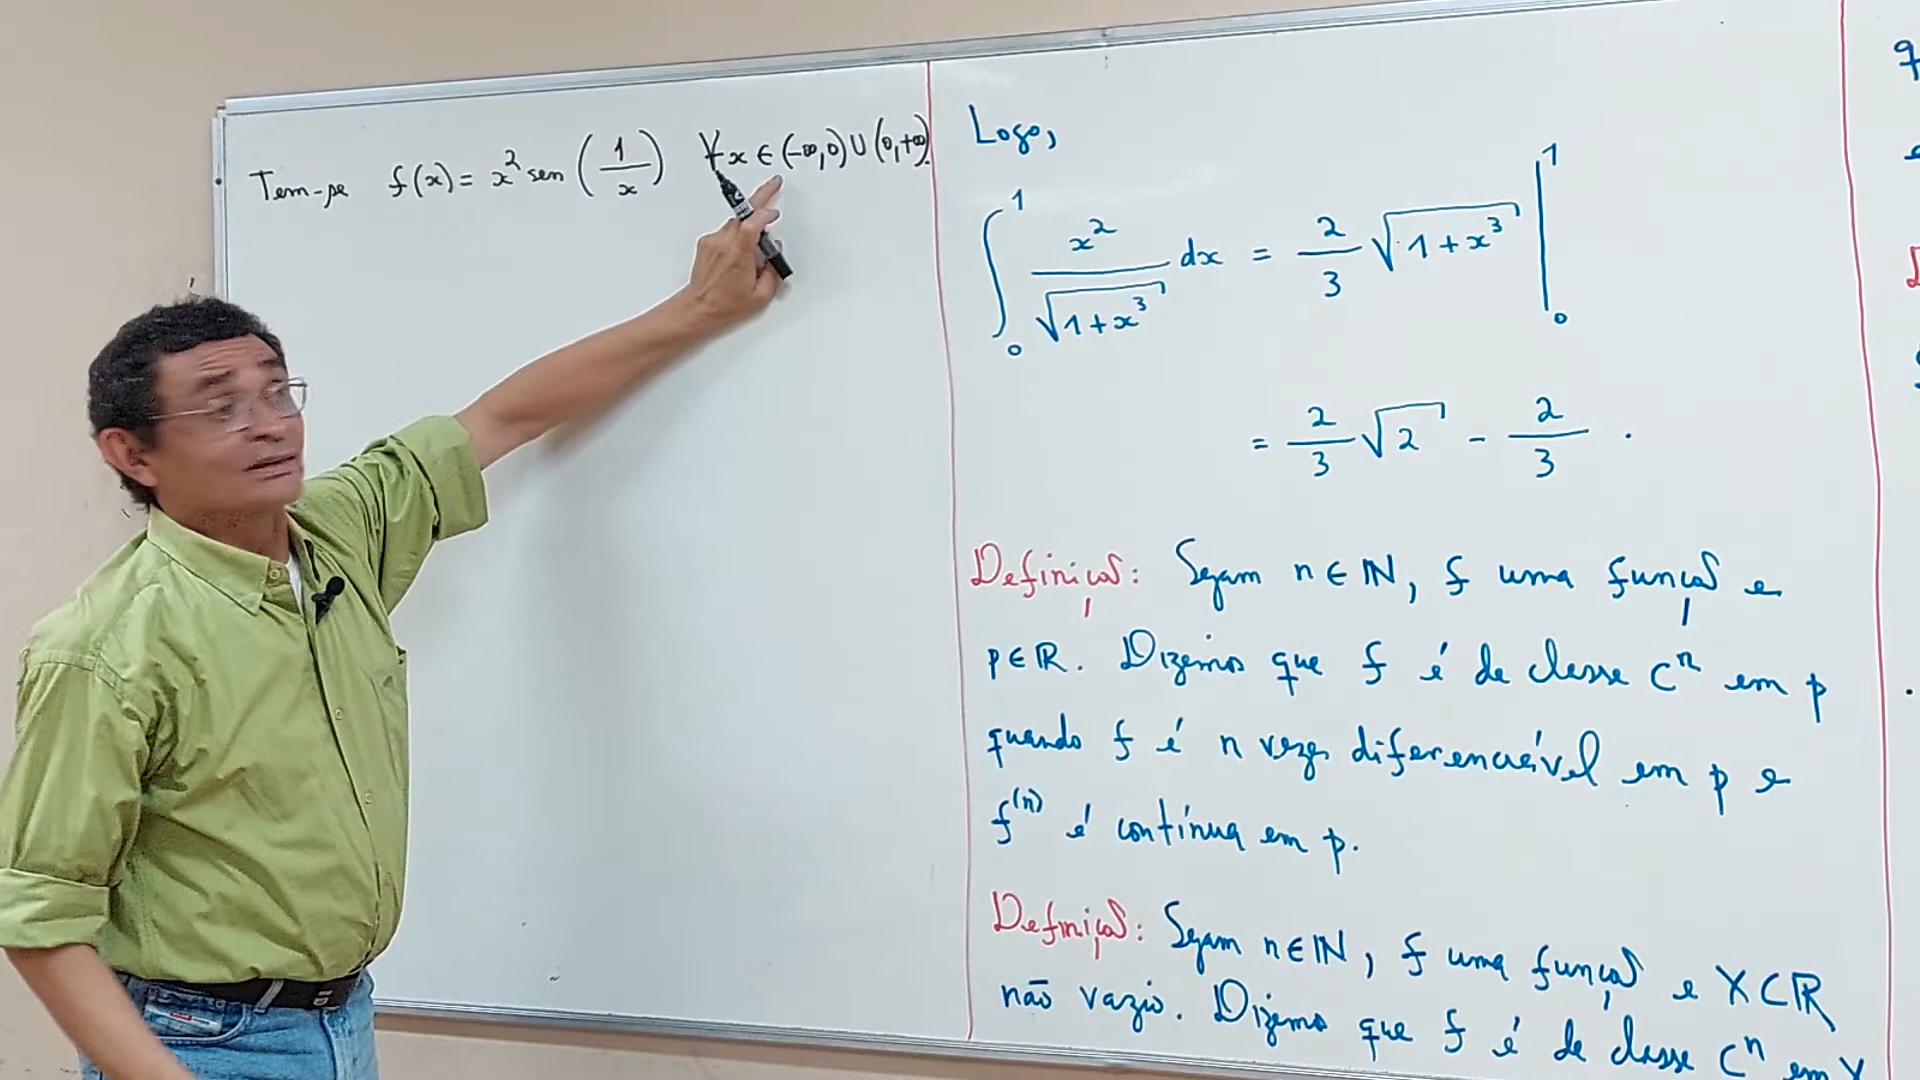 Tem-se f(x) = x² sen (1/x) ∀x ∈ (-∞,0) ∪ (0,+∞).
Logo,
∫₀¹ x²/√(1+x³) dx = 2/3 √(1+x³) |₀¹
= 2/3 √2 - 2/3 .
Definição: Sejam n ∈ ℕ, f uma função e
p ∈ ℝ. Dizemos que f é de classe Cⁿ em p
quando f é n vezes diferenciável em p e
f⁽ⁿ⁾ é contínua em p.
Definição: Sejam n ∈ ℕ, f uma função e X ⊂ ℝ
não vazio. Dizemos que f é de classe Cⁿ em X